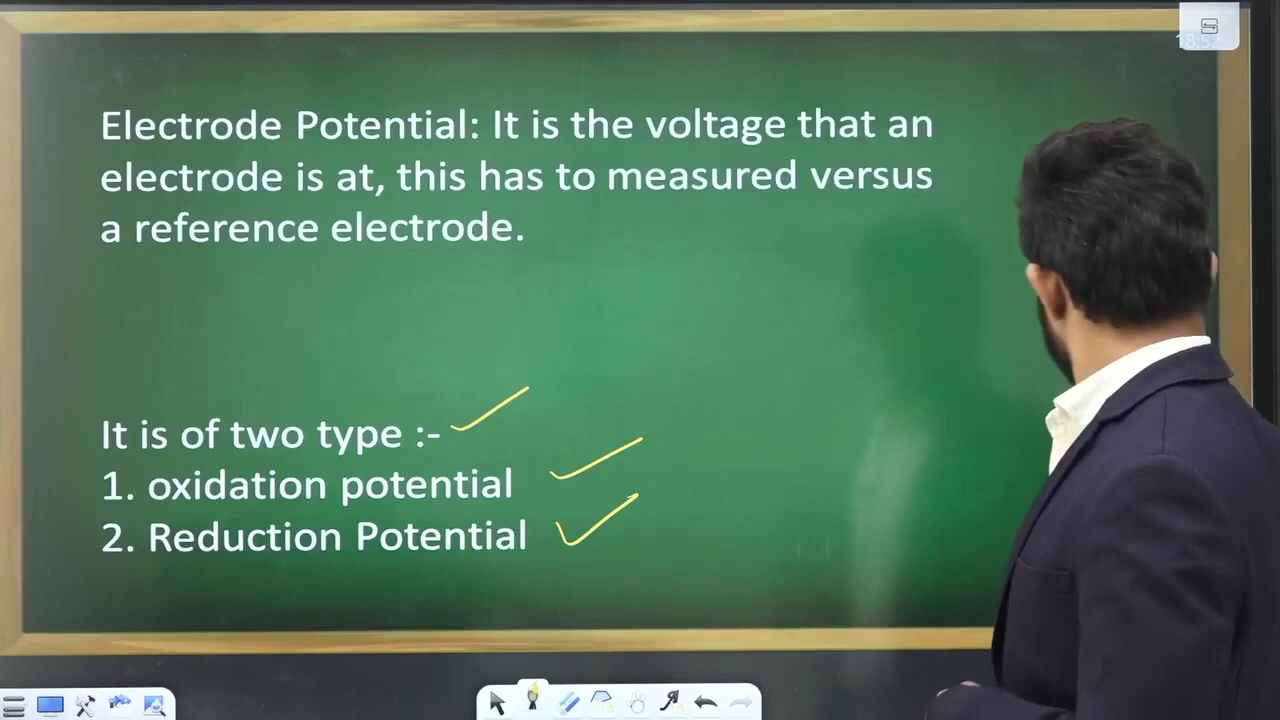 Electrode Potential: It is the voltage that an
electrode is at, this has to measured versus
a reference electrode.
It is of two type :-
1. oxidation potential
2. Reduction Potential